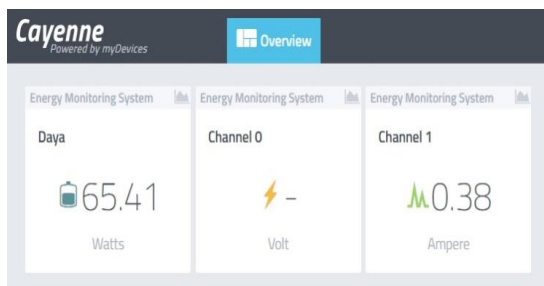 Cayenne
Powered by myDevices
Overview
Energy Monitoring System
Daya
65.41
Watts
Energy Monitoring System
Channel 0
-
Volt
Energy Monitoring System
Channel 1
0.38
Ampere